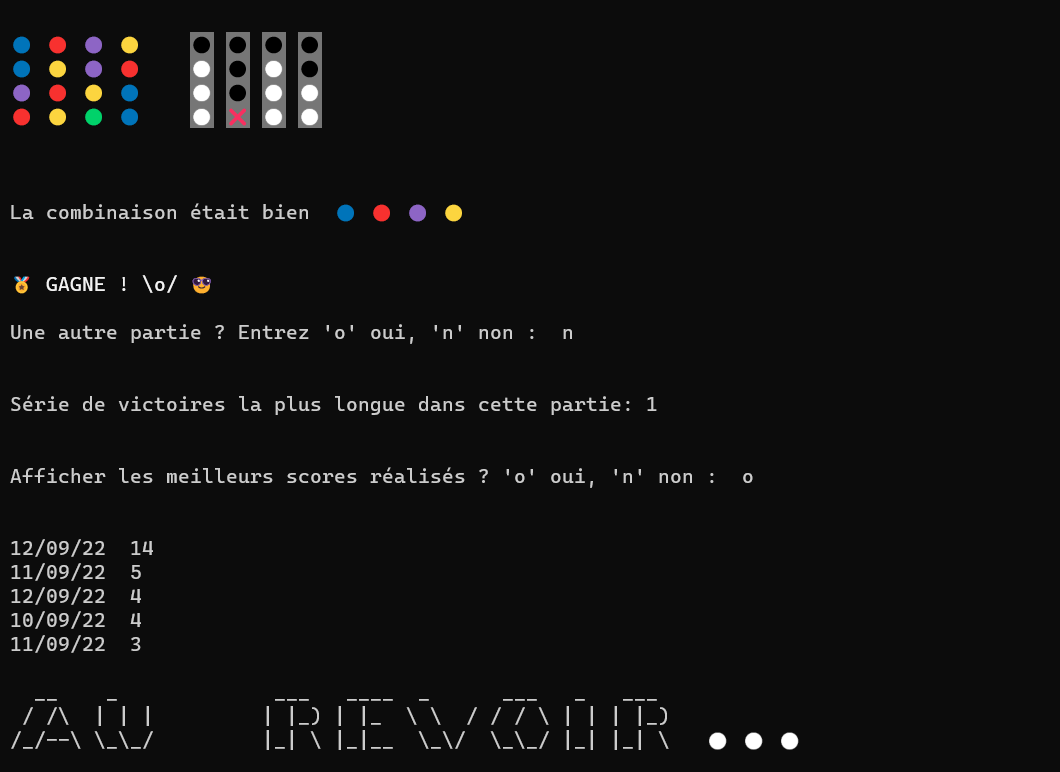 La combinaison était bien
GAGNE ! \o/
Une autre partie ? Entrez 'o' oui, 'n' non :  n
Série de victoires la plus longue dans cette partie: 1
Afficher les meilleurs scores réalisés ? 'o' oui, 'n' non :  o
12/09/22  14
11/09/22  5
12/09/22  4
10/09/22  4
11/09/22  3
AU REVOIR ...